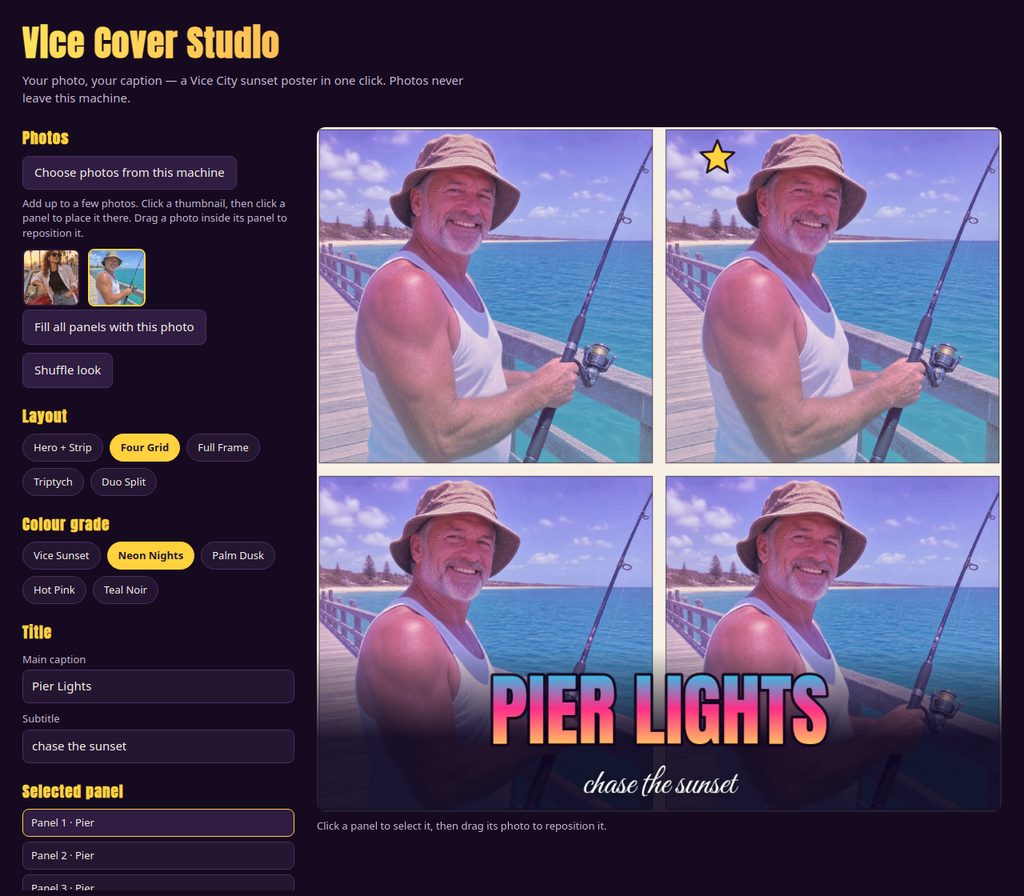 Vice Cover Studio
Your photo, your caption — a Vice City sunset poster in one click. Photos never
leave this machine.
Photos
Choose photos from this machine
Add up to a few photos. Click a thumbnail, then click a
panel to place it there. Drag a photo inside its panel to
reposition it.
Fill all panels with this photo
Shuffle look
Layout
Hero + Strip
Four Grid
Full Frame
Triptych
Duo Split
Colour grade
Vice Sunset
Neon Nights
Palm Dusk
Hot Pink
Teal Noir
Title
Main caption
Pier Lights
Subtitle
chase the sunset
Selected panel
Panel 1 · Pier
Panel 2 · Pier
Panel 3 · Pier
PIER LIGHTS
chase the sunset
Click a panel to select it, then drag its photo to reposition it.